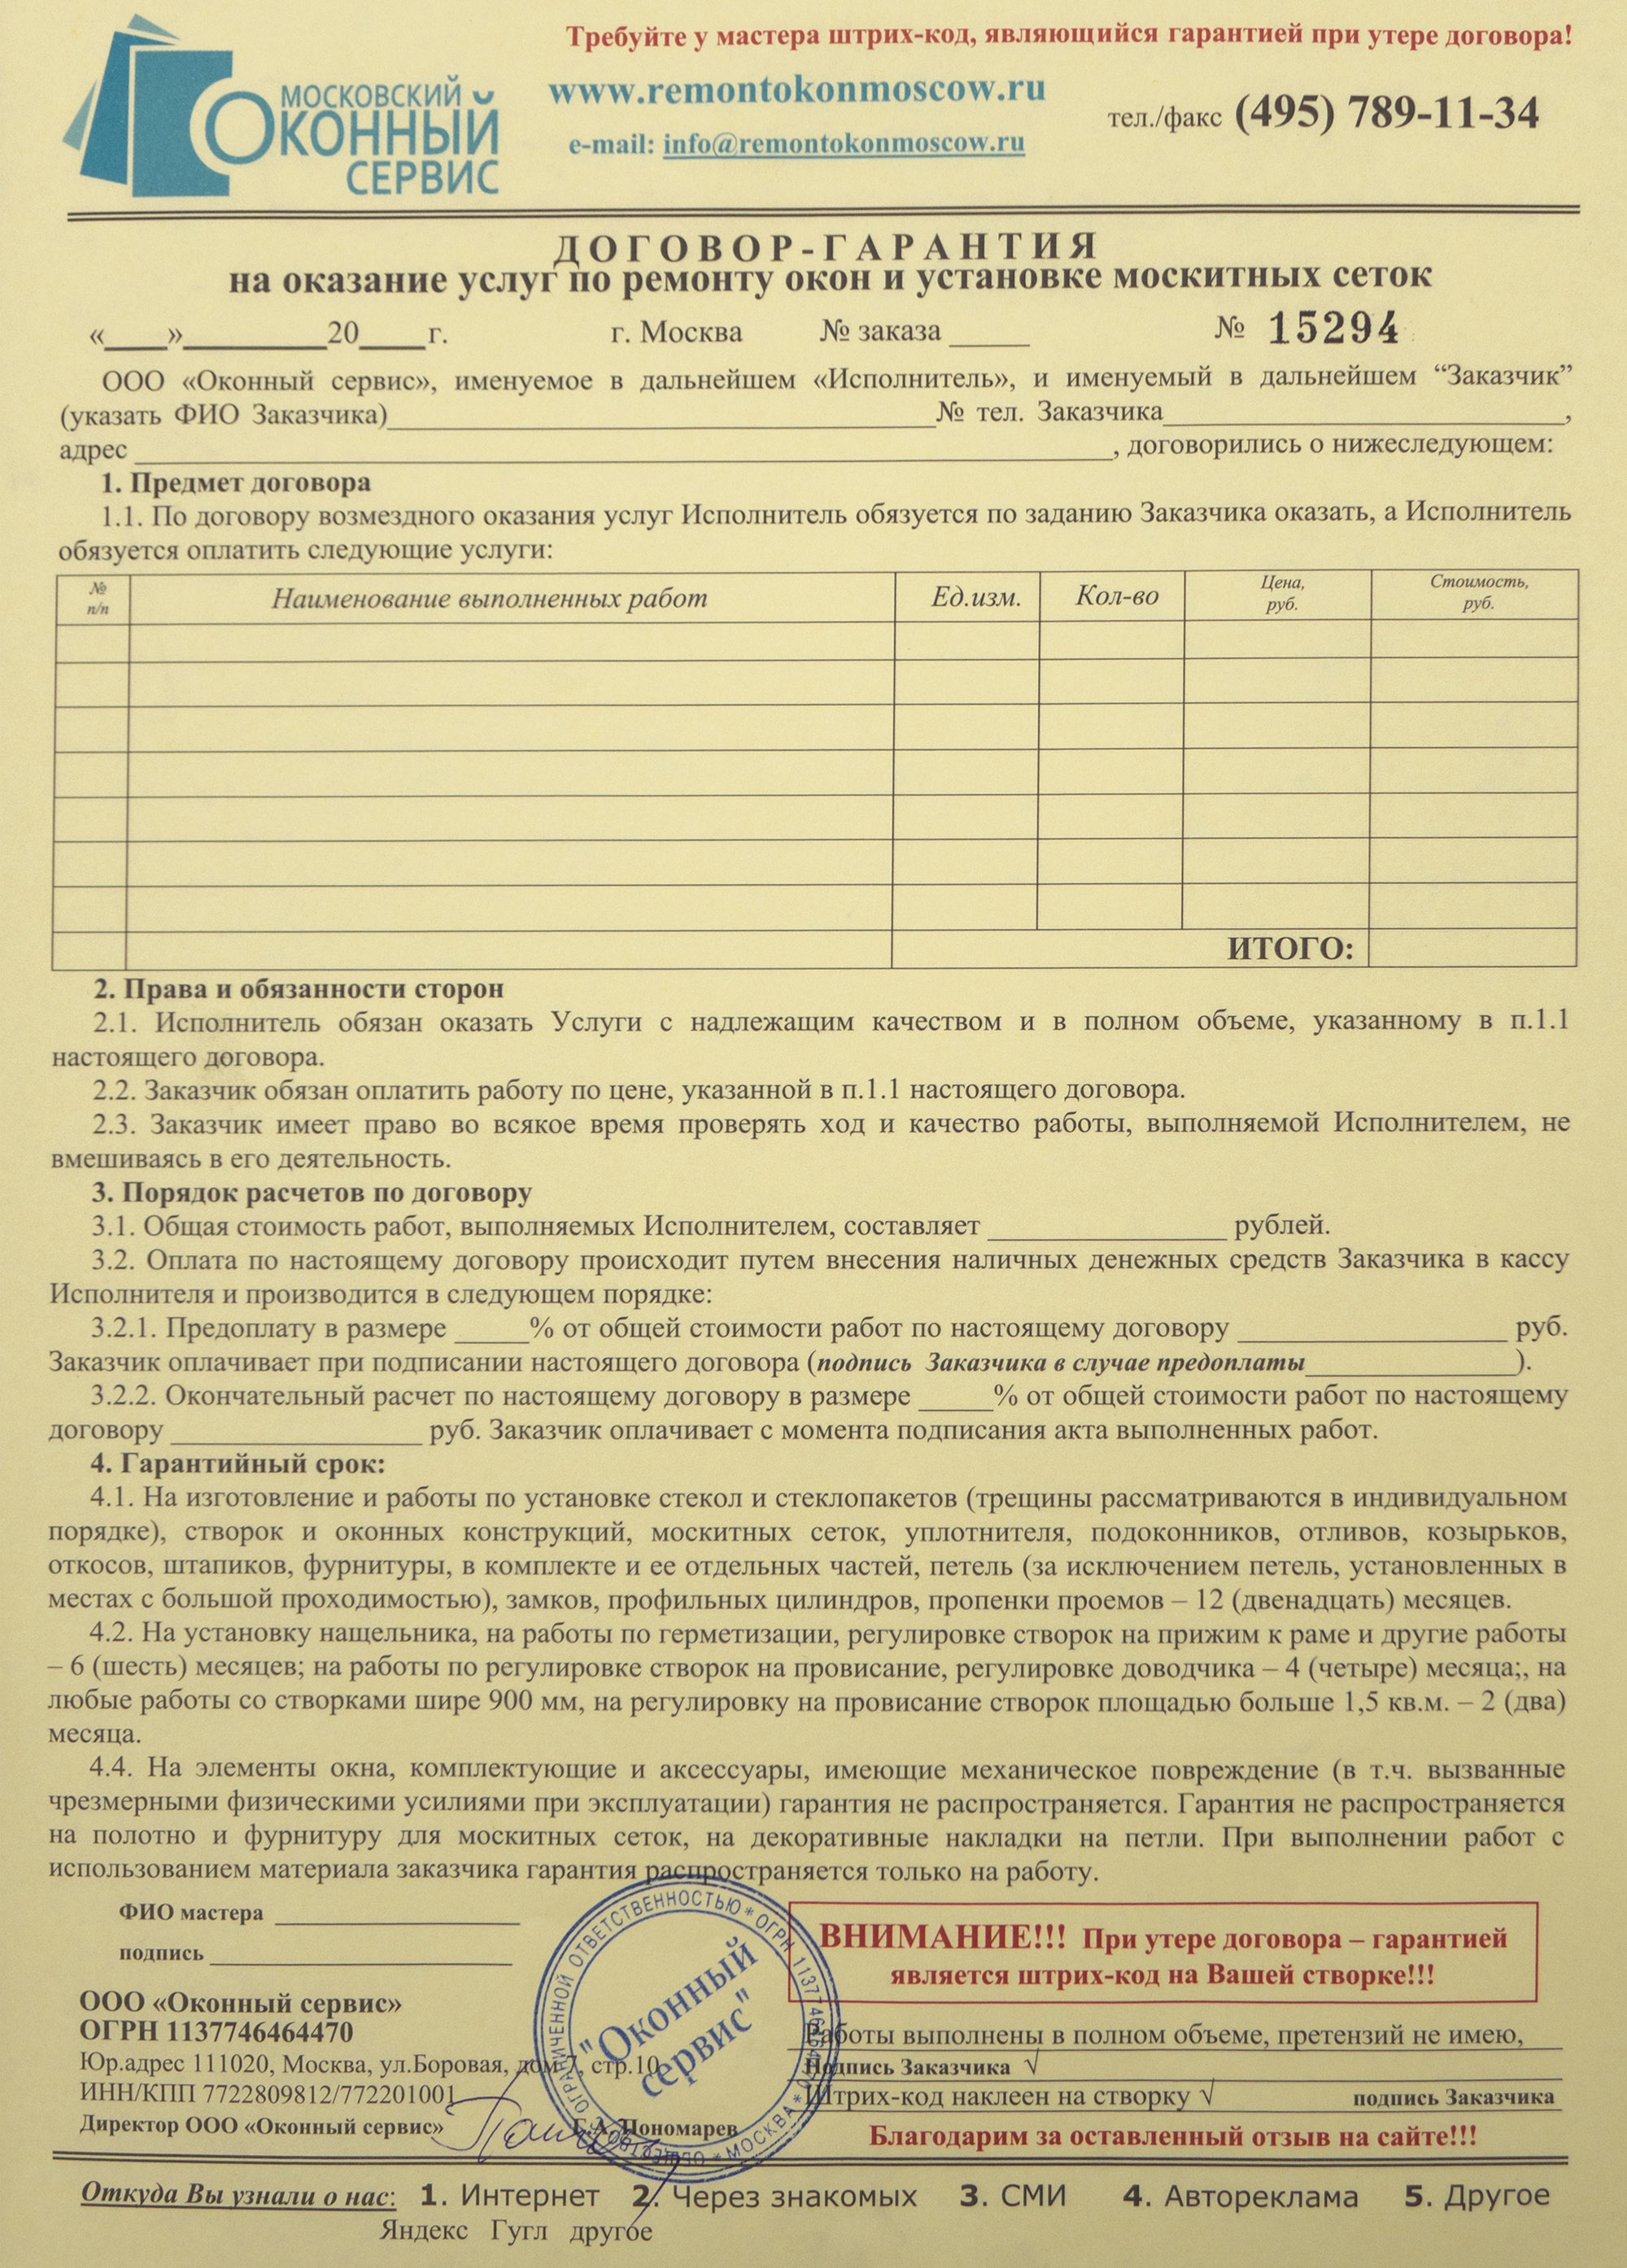 Требуйте у мастера штрих-код, являющийся гарантией при утере договора!
МОСКОВСКИЙ
ОКОННЫЙ
СЕРВИС
www.remontokonmoscow.ru
e-mail: info@remontokonmoscow.ru
тел./факс (495) 789-11-34
ДОГОВОР-ГАРАНТИЯ
на оказание услуг по ремонту окон и установке москитных сеток
«____»_________20____г. г. Москва № заказа _____ № 15294
ООО «Оконный сервис», именуемое в дальнейшем «Исполнитель», и именуемый в дальнейшем “Заказчик”
(указать ФИО Заказчика)____________________№ тел. Заказчика____________________,
адрес ____________________, договорились о нижеследующем:
1. Предмет договора
1.1. По договору возмездного оказания услуг Исполнитель обязуется по заданию Заказчика оказать, а Исполнитель
обязуется оплатить следующие услуги:
№ п/п Наименование выполненных работ Ед.изм. Кол-во Цена, руб. Стоимость, руб.
ИТОГО:
2. Права и обязанности сторон
2.1. Исполнитель обязан оказать Услуги с надлежащим качеством и в полном объеме, указанному в п.1.1
настоящего договора.
2.2. Заказчик обязан оплатить работу по цене, указанной в п.1.1 настоящего договора.
2.3. Заказчик имеет право во всякое время проверять ход и качество работы, выполняемой Исполнителем, не
вмешиваясь в его деятельность.
3. Порядок расчетов по договору
3.1. Общая стоимость работ, выполняемых Исполнителем, составляет ________________ рублей.
3.2. Оплата по настоящему договору происходит путем внесения наличных денежных средств Заказчика в кассу
Исполнителя и производится в следующем порядке:
3.2.1. Предоплату в размере _____% от общей стоимости работ по настоящему договору __________________ руб.
Заказчик оплачивает при подписании настоящего договора (подпись Заказчика в случае предоплаты______________).
3.2.2. Окончательный расчет по настоящему договору в размере _____% от общей стоимости работ по настоящему
договору _________________ руб. Заказчик оплачивает с момента подписания акта выполненных работ.
4. Гарантийный срок:
4.1. На изготовление и работы по установке стекол и стеклопакетов (трещины рассматриваются в индивидуальном
порядке), створок и оконных конструкций, москитных сеток, уплотнителя, подоконников, отливов, козырьков,
откосов, штапиков, фурнитуры, в комплекте и ее отдельных частей, петель (за исключением петель, установленных в
местах с большой проходимостью), замков, профильных цилиндров, пропенки проемов – 12 (двенадцать) месяцев.
4.2. На установку нащельника, на работы по герметизации, регулировке створок на прижим к раме и другие работы
– 6 (шесть) месяцев; на работы по регулировке створок на провисание, регулировке доводчика – 4 (четыре) месяца;, на
любые работы со створками шире 900 мм, на регулировку на провисание створок площадью больше 1,5 кв.м. – 2 (два)
месяца.
4.4. На элементы окна, комплектующие и аксессуары, имеющие механическое повреждение (в т.ч. вызванные
чрезмерными физическими усилиями при эксплуатации) гарантия не распространяется. Гарантия не распространяется
на полотно и фурнитуру для москитных сеток, на декоративные накладки на петли. При выполнении работ с
использованием материала заказчика гарантия распространяется только на работу.
ФИО мастера ____________________
подпись ____________________
ООО «Оконный сервис»
ОГРН 1137746464470
Юр.адрес 111020, Москва, ул.Боровая, дом 7, стр.10
ИНН/КПП 7722809812/772201001
Директор ООО «Оконный сервис» Е.А. Пономарев
ОГРАНИЧЕННОЙ ОТВЕТСТВЕННОСТЬЮ * ОГРН 1137746464470 * МОСКВА *
"Оконный
сервис"
ВНИМАНИЕ!!! При утере договора – гарантией
является штрих-код на Вашей створке!!!
Работы выполнены в полном объеме, претензий не имею,
Подпись Заказчика √
Штрих-код наклеен на створку √ подпись Заказчика
Благодарим за оставленный отзыв на сайте!!!
Откуда Вы узнали о нас: 1. Интернет 2. Через знакомых 3. СМИ 4. Автореклама 5. Другое
Яндекс Гугл другое